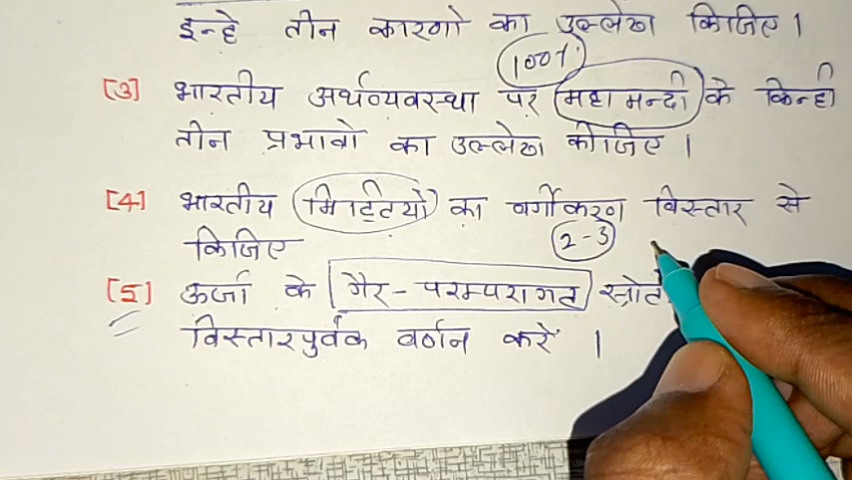 इन्हे तीन कारणो का उल्लेख किजिए ।
100%
[3] भारतीय अर्थव्यवस्था पर महामन्दी के किन्ही
तीन प्रभावो का उल्लेख कीजिए ।
[4] भारतीय मिट्टियों का वर्गीकरण विस्तार से
किजिए 2-3
[5] ऊर्जा के गैर-परम्परागत स्त्रोत
विस्तारपुर्वक वर्णन करें ।